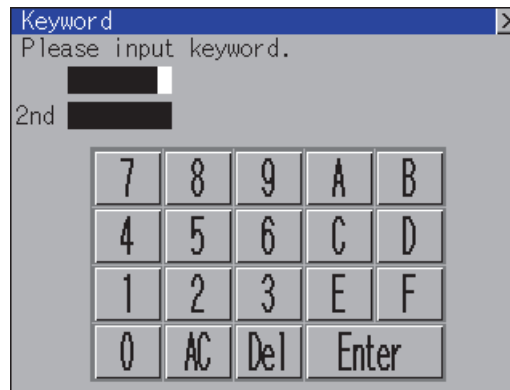 Keyword X
Please input keyword.
2nd
7 8 9 A B
4 5 6 C D
1 2 3 E F
0 AC Del Enter